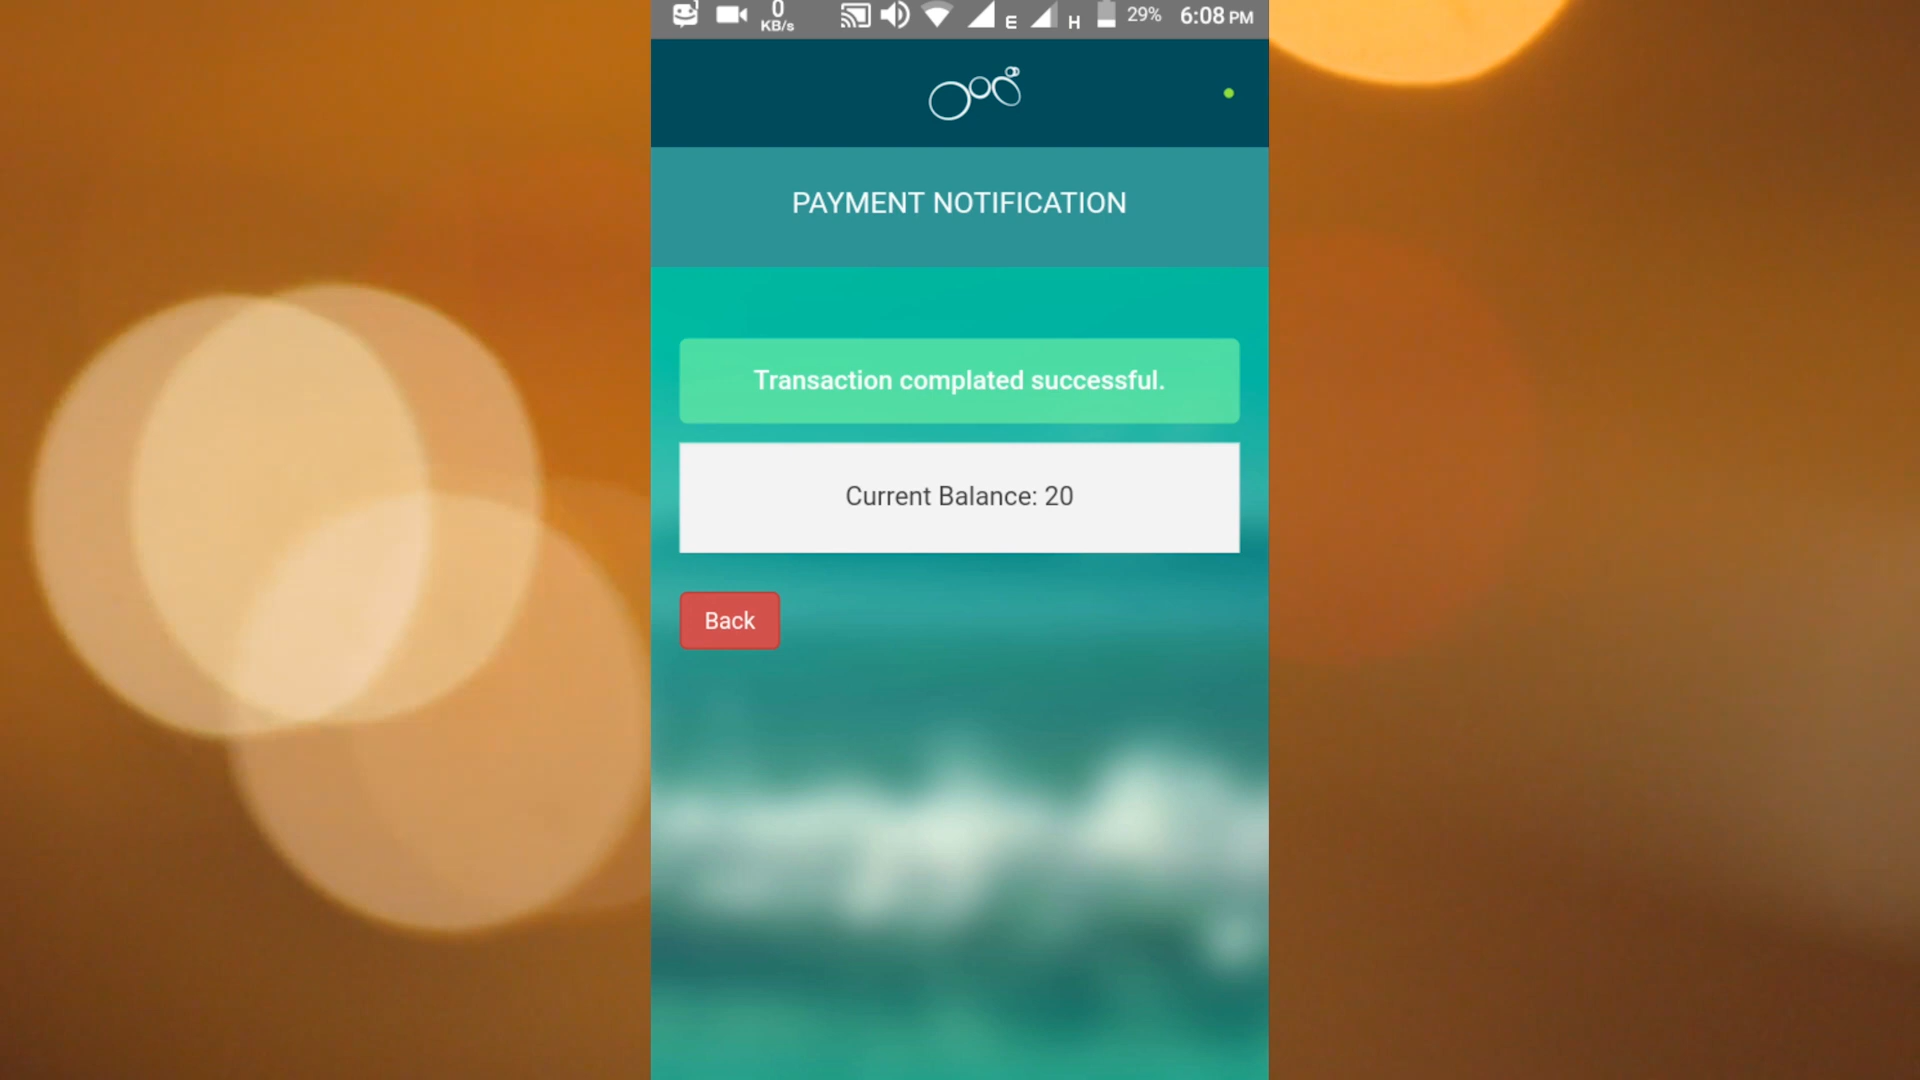 0
KB/s
E
H
29%
6:08 PM
PAYMENT NOTIFICATION
Transaction complated successful.
Current Balance: 20
Back